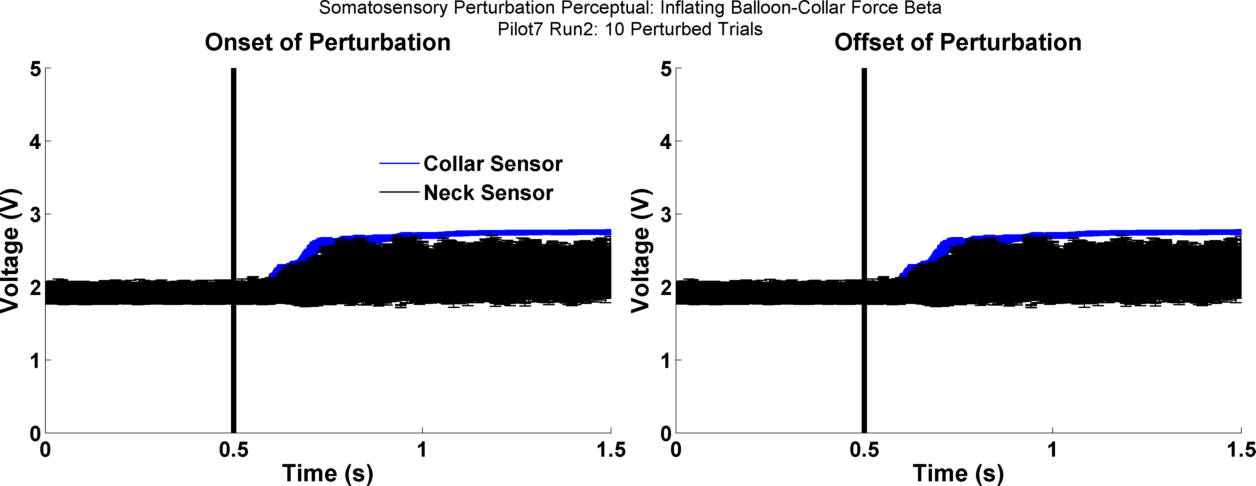 Somatosensory Perturbation Perceptual: Inflating Balloon-Collar Force Beta
Pilot7 Run2: 10 Perturbed Trials
Onset of Perturbation
Voltage (V)
5
4
3
2
1
0
Collar Sensor
Neck Sensor
0
0.5
1
1.5
Time (s)
Offset of Perturbation
Voltage (V)
5
4
3
2
1
0
0
0.5
1
1.5
Time (s)